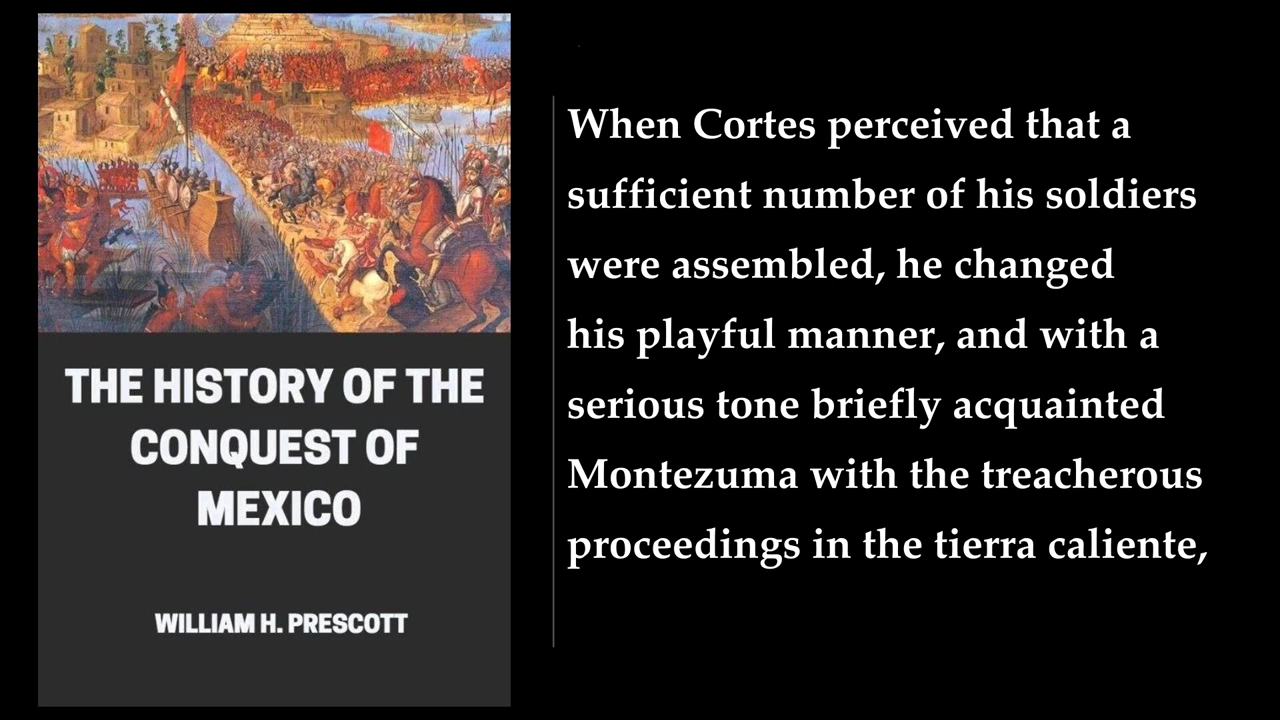 THE HISTORY OF THE
CONQUEST OF
MEXICO
WILLIAM H. PRESCOTT
When Cortes perceived that a
sufficient number of his soldiers
were assembled, he changed
his playful manner, and with a
serious tone briefly acquainted
Montezuma with the treacherous
proceedings in the tierra caliente,